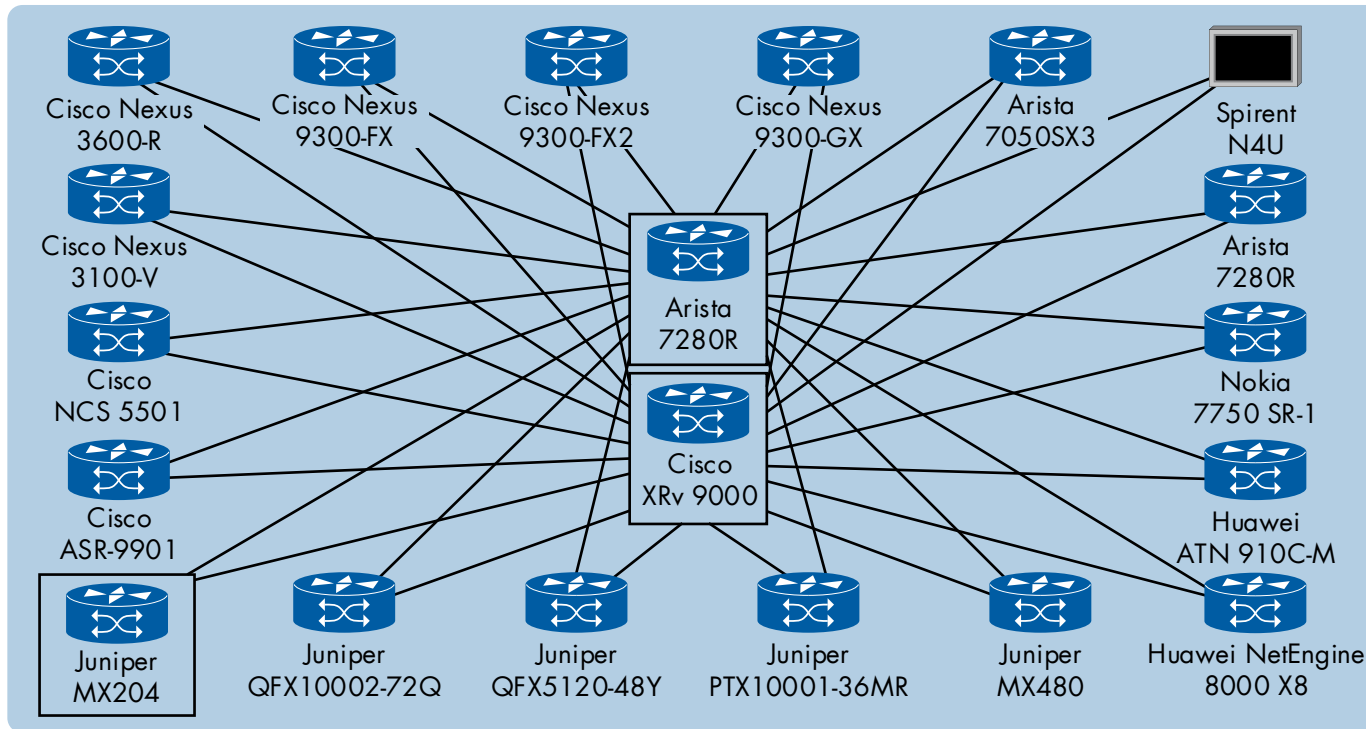 Cisco Nexus
3600-R
Cisco Nexus
9300-FX
Cisco Nexus
9300-FX2
Cisco Nexus
9300-GX
Arista
7050SX3
Spirent
N4U
Cisco Nexus
3100-V
Arista
7280R
Arista
7280R
Cisco
NCS 5501
Nokia
7750 SR-1
Cisco
XRv 9000
Cisco
ASR-9901
Huawei
ATN 910C-M
Juniper
MX204
Juniper
QFX10002-72Q
Juniper
QFX5120-48Y
Juniper
PTX10001-36MR
Juniper
MX480
Huawei NetEngine
8000 X8